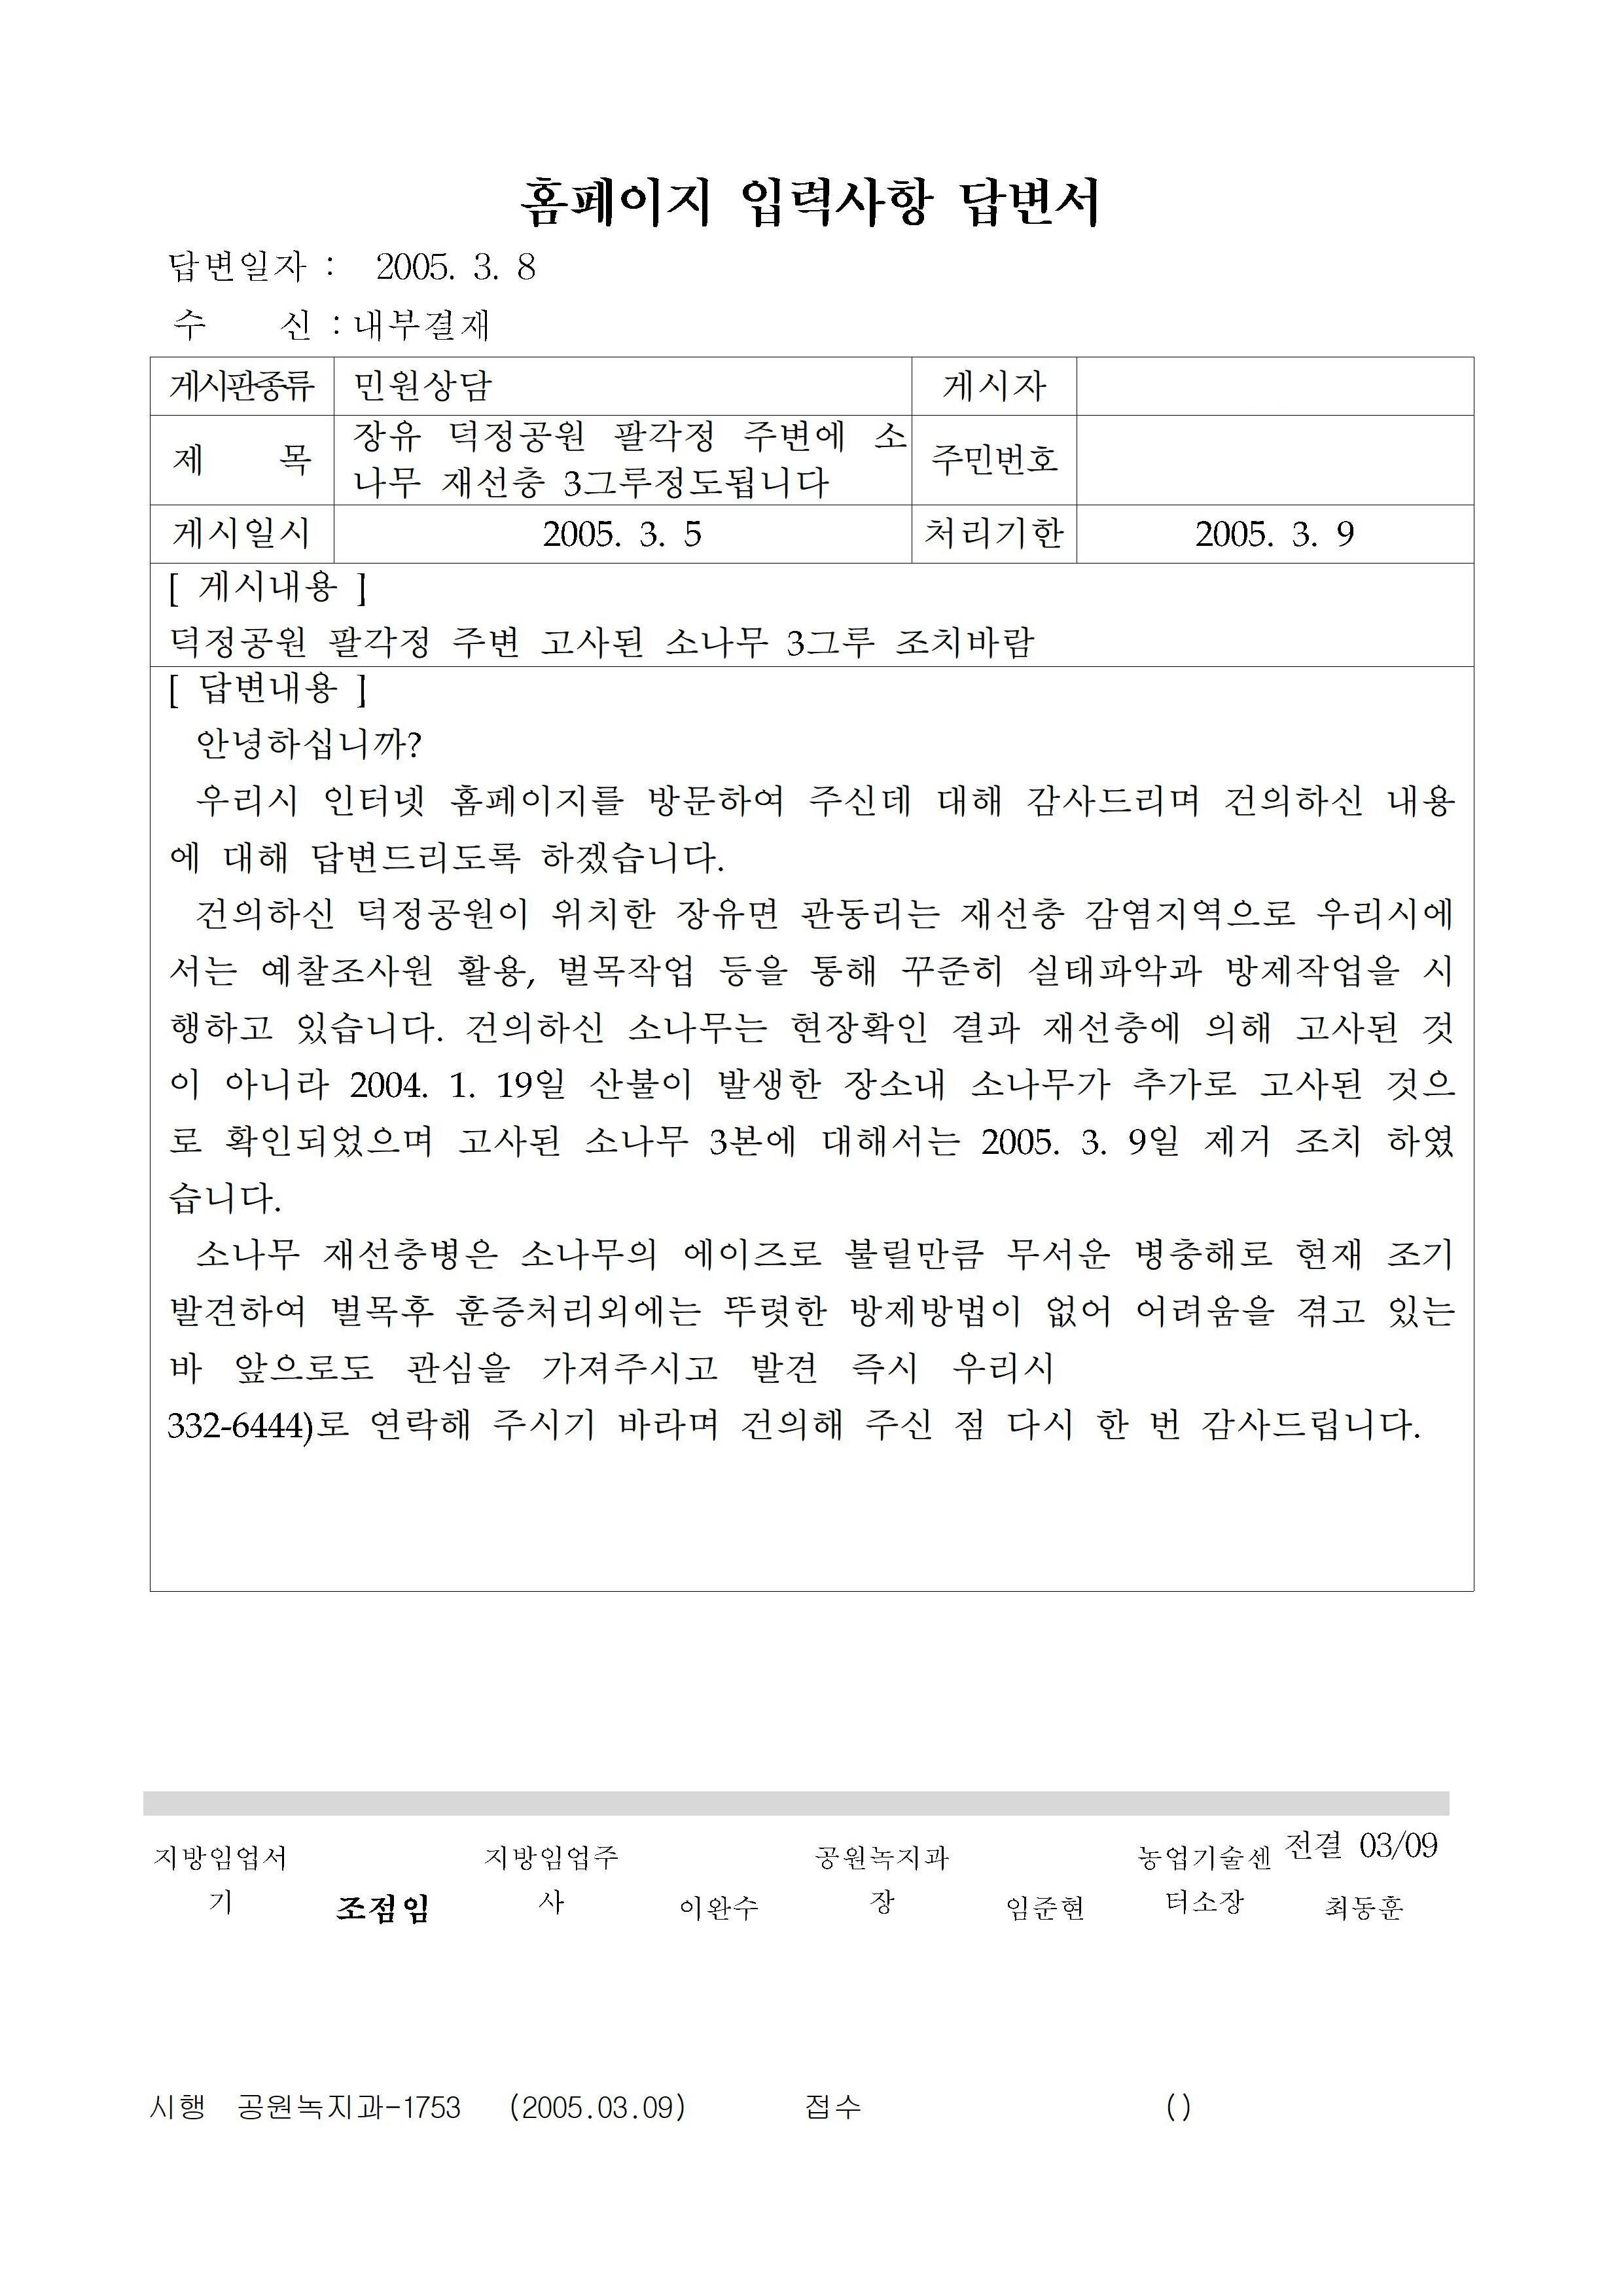 홈페이지 입력사항 답변서
답변일자 : 2005. 3. 8
수 신 : 내부결재
게시판종류 민원상담 게시자
제 목 장유 덕정공원 팔각정 주변에 소
나무 재선충 3그루정도됩니다 주민번호
게시일시 2005. 3. 5 처리기한 2005. 3. 9
[ 게시내용 ]
덕정공원 팔각정 주변 고사된 소나무 3그루 조치바람
[ 답변내용 ]
안녕하십니까?
우리시 인터넷 홈페이지를 방문하여 주신데 대해 감사드리며 건의하신 내용
에 대해 답변드리도록 하겠습니다.
건의하신 덕정공원이 위치한 장유면 관동리는 재선충 감염지역으로 우리시에
서는 예찰조사원 활용, 벌목작업 등을 통해 꾸준히 실태파악과 방제작업을 시
행하고 있습니다. 건의하신 소나무는 현장확인 결과 재선충에 의해 고사된 것
이 아니라 2004. 1. 19일 산불이 발생한 장소내 소나무가 추가로 고사된 것으
로 확인되었으며 고사된 소나무 3본에 대해서는 2005. 3. 9일 제거 조치 하였
습니다.
소나무 재선충병은 소나무의 에이즈로 불릴만큼 무서운 병충해로 현재 조기
발견하여 벌목후 훈증처리외에는 뚜렷한 방제방법이 없어 어려움을 겪고 있는
바 앞으로도 관심을 가져주시고 발견 즉시 우리시
332-6444)로 연락해 주시기 바라며 건의해 주신 점 다시 한 번 감사드립니다.
지방임업서 지방임업주 공원녹지과 농업기술센 전결 03/09
기 조점임 사 이완수 장 임준현 터소장 최동훈
시행 공원녹지과-1753 (2005.03.09) 접수 ()